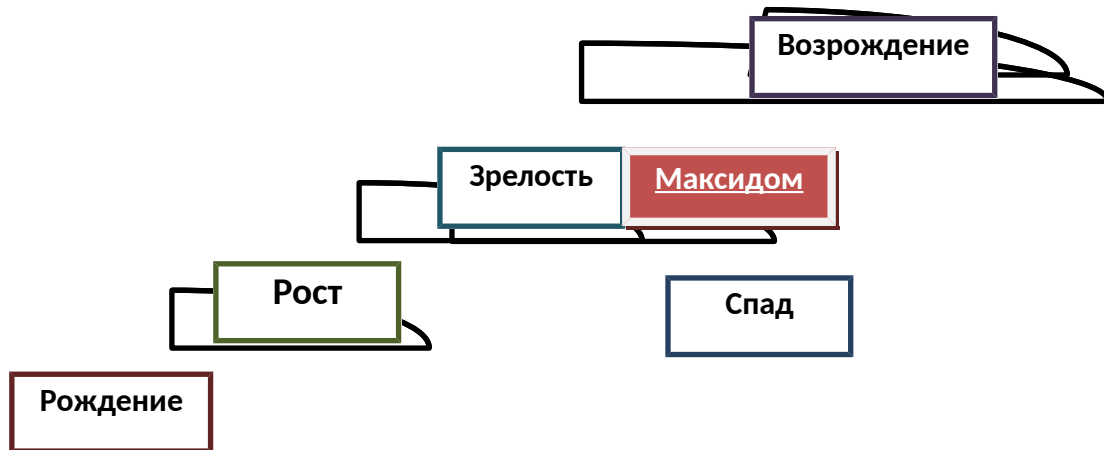 Возрождение
Зрелость
Максидом
Рост
Спад
Рождение